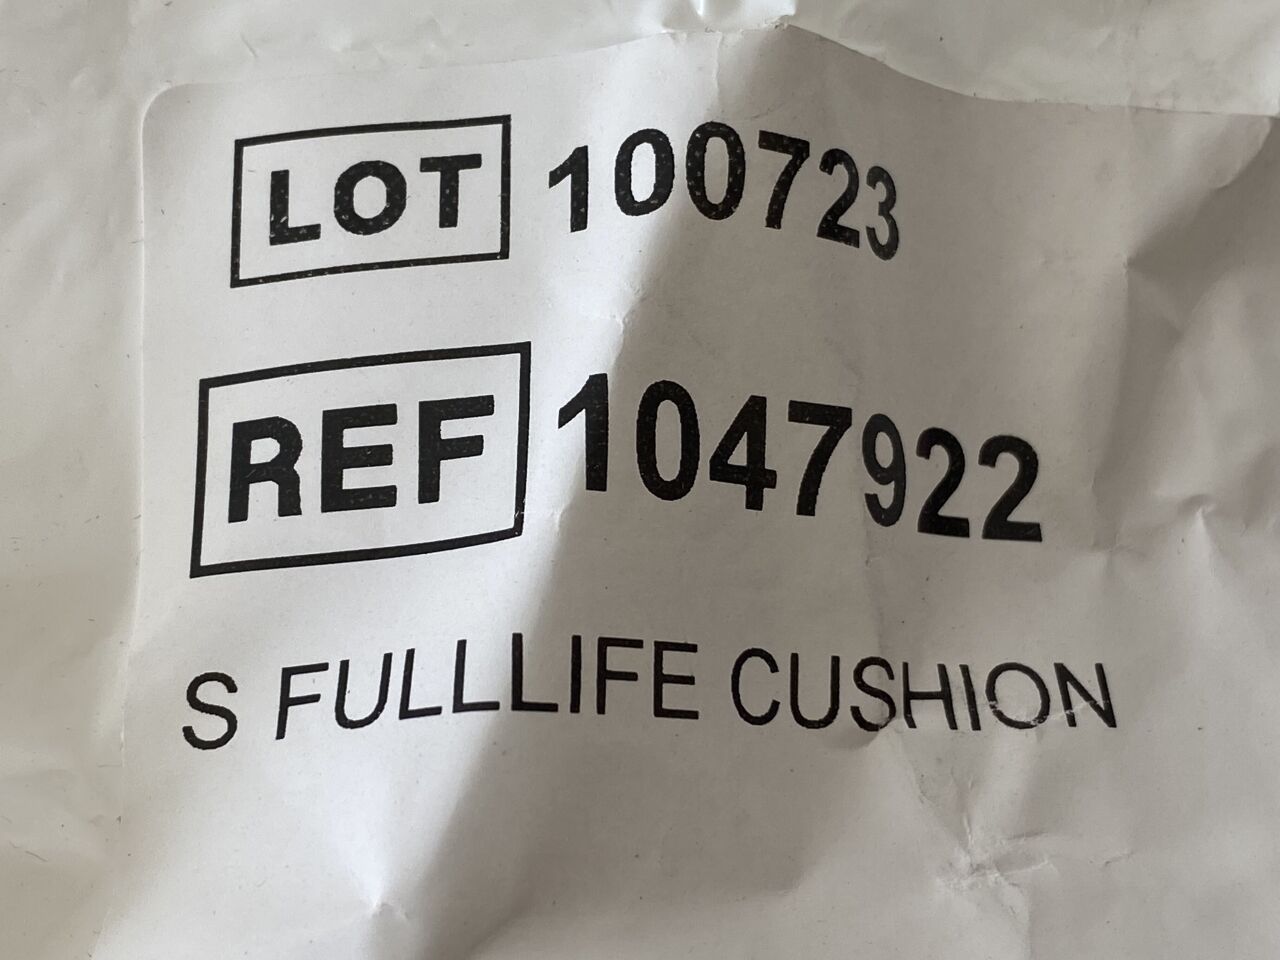 LOT 100723
REF 1047922
S FULLLIFE CUSHION